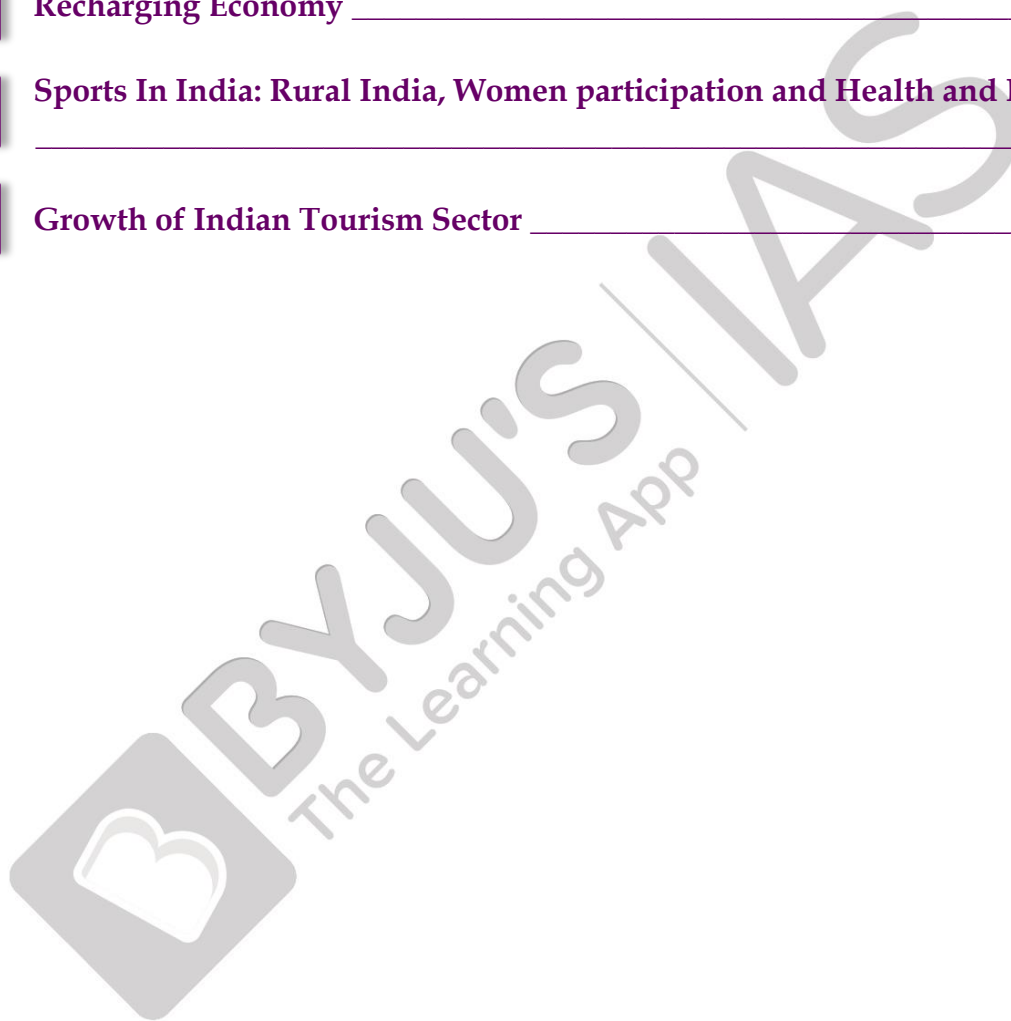 Recharging Economy
Sports In India: Rural India, Women participation and Health and
Growth of Indian Tourism Sector
BYJU'S IAS
The Learning App